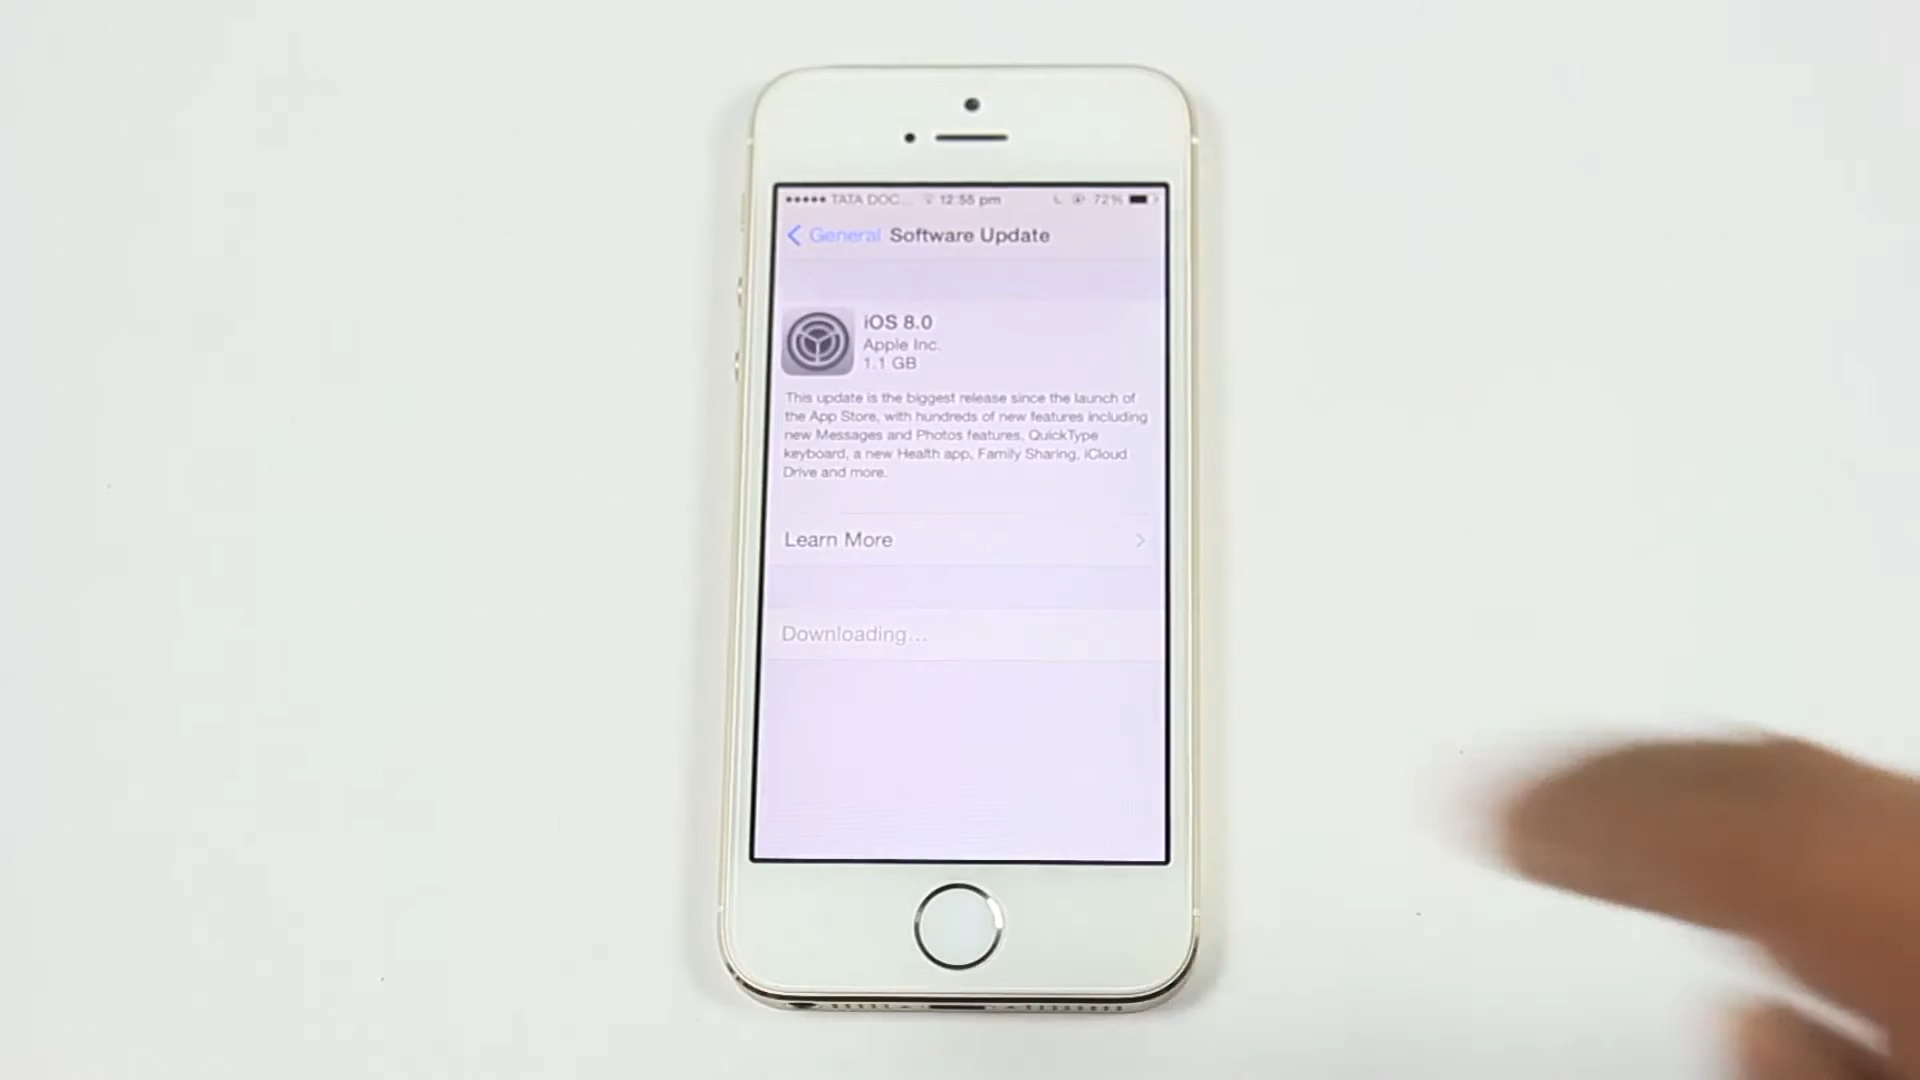 TATA DOC... 12:55 pm 72%
General Software Update
iOS 8.0
Apple Inc.
1.1 GB
This update is the biggest release since the launch of
the App Store, with hundreds of new features including
new Messages and Photos features, QuickType
keyboard, a new Health app, Family Sharing, iCloud
Drive and more.
Learn More
Downloading...